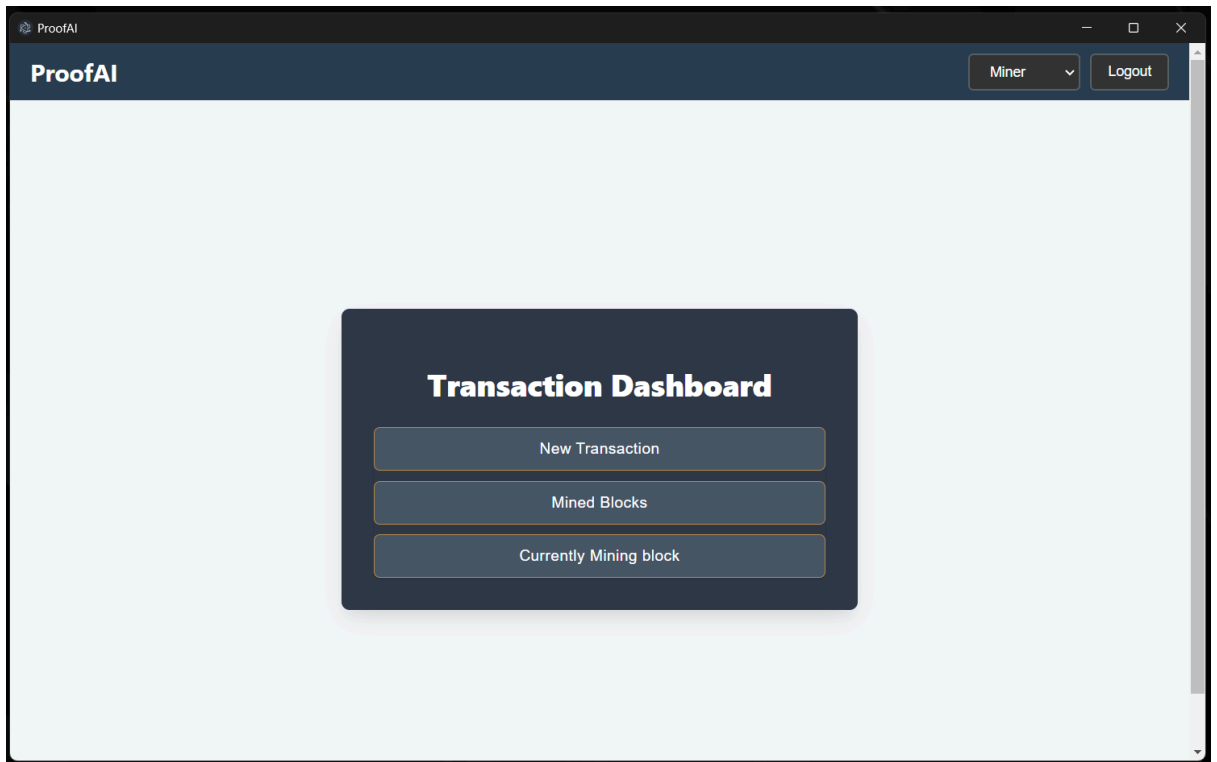 ProofAI
ProofAI
Miner
Logout
Transaction Dashboard
New Transaction
Mined Blocks
Currently Mining block